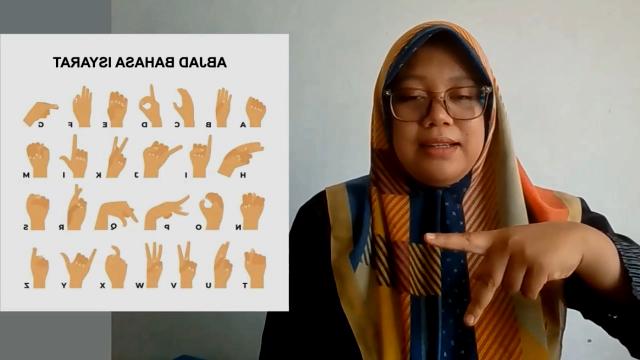 ABJAD BAHASA ISYARAT
A B C D E F G
H I J K L M
N O P Q R S
T U V W X Y Z